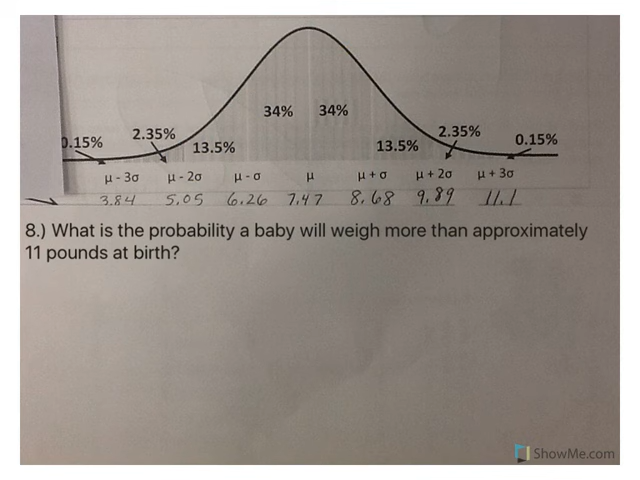 34% 34%
0.15% 2.35% 13.5% 13.5% 2.35% 0.15%
μ - 3σ μ - 2σ μ - σ μ μ + σ μ + 2σ μ + 3σ
3.84 5.05 6.26 7.47 8.68 9.89 11.1
8.) What is the probability a baby will weigh more than approximately
11 pounds at birth?
ShowMe.com